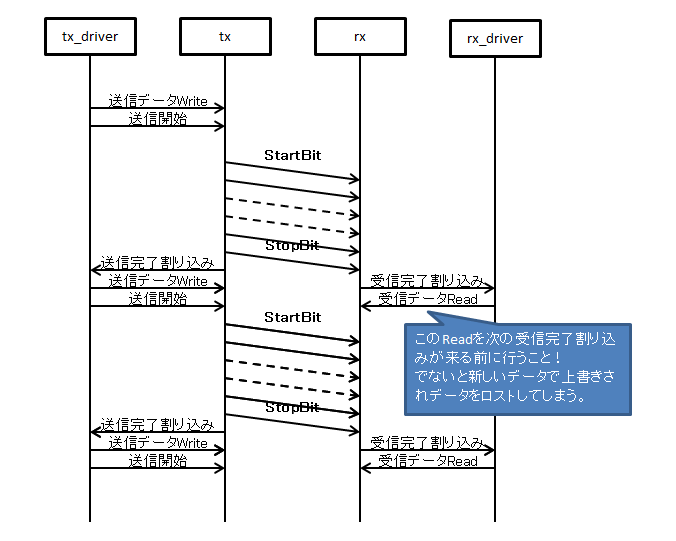 tx_driver
tx
rx
rx_driver
送信データWrite
送信開始
StartBit
StopBit
送信完了割り込み
受信完了割り込み
送信データWrite
受信データRead
送信開始
StartBit
このReadを次の受信完了割り込
みが来る前に行うこと!
でないと新しいデータで上書きさ
れデータをロストしてしまう。
StopBit
送信完了割り込み
送信データWrite
受信完了割り込み
送信開始
受信データRead